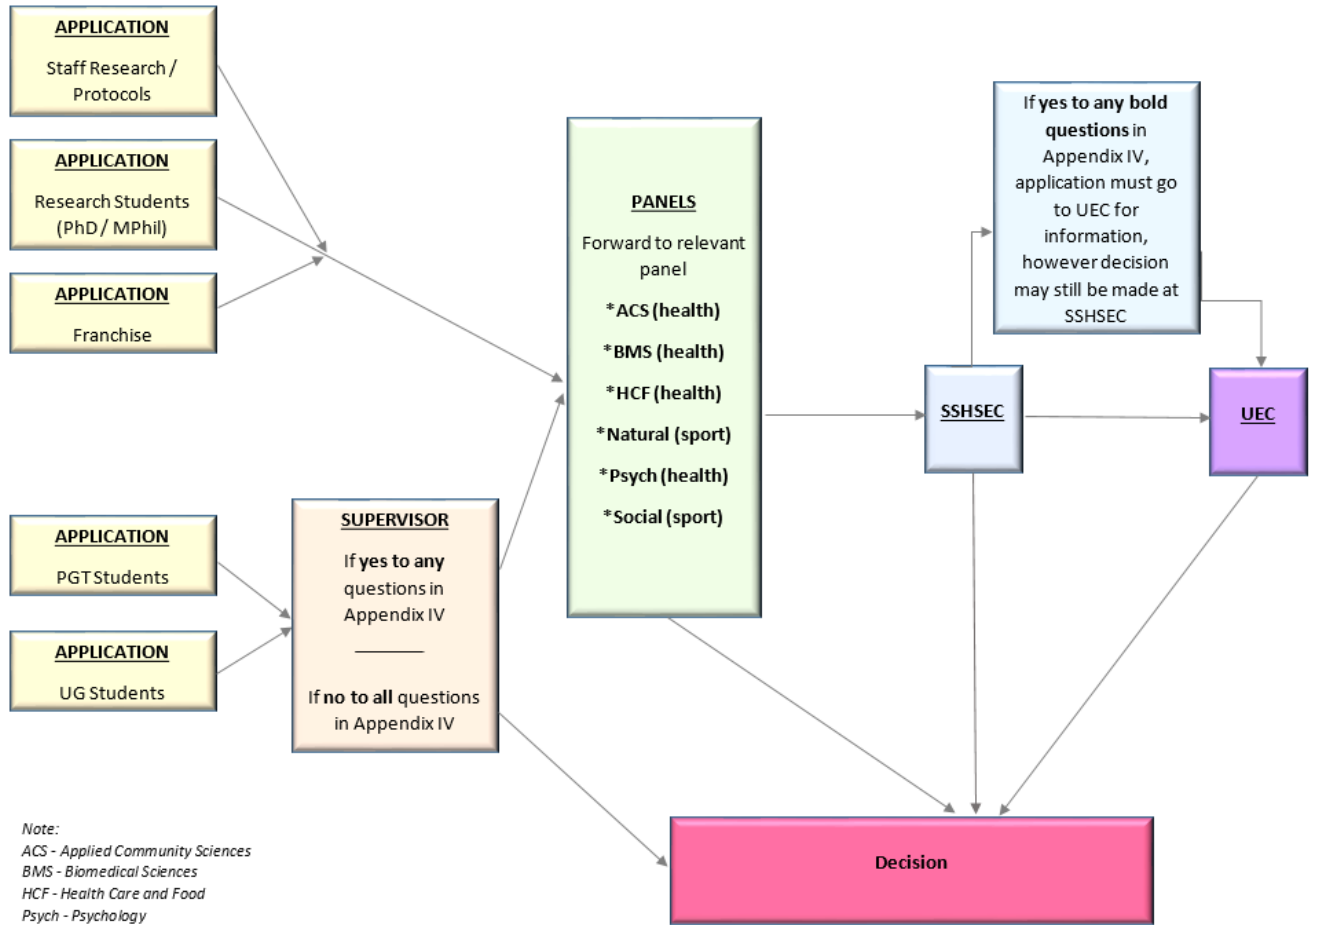 APPLICATION
Staff Research /
Protocols
APPLICATION
Research Students
(PhD / MPhil)
APPLICATION
Franchise
APPLICATION
PGT Students
APPLICATION
UG Students
SUPERVISOR
If yes to any
questions in
Appendix IV
If no to all questions
in Appendix IV
PANELS
Forward to relevant
panel
*ACS (health)
*BMS (health)
*HCF (health)
*Natural (sport)
*Psych (health)
*Social (sport)
SSHSEC
If yes to any bold
questions in
Appendix IV,
application must go
to UEC for
information,
however decision
may still be made at
SSHSEC
UEC
Decision
Note:
ACS - Applied Community Sciences
BMS - Biomedical Sciences
HCF - Health Care and Food
Psych - Psychology